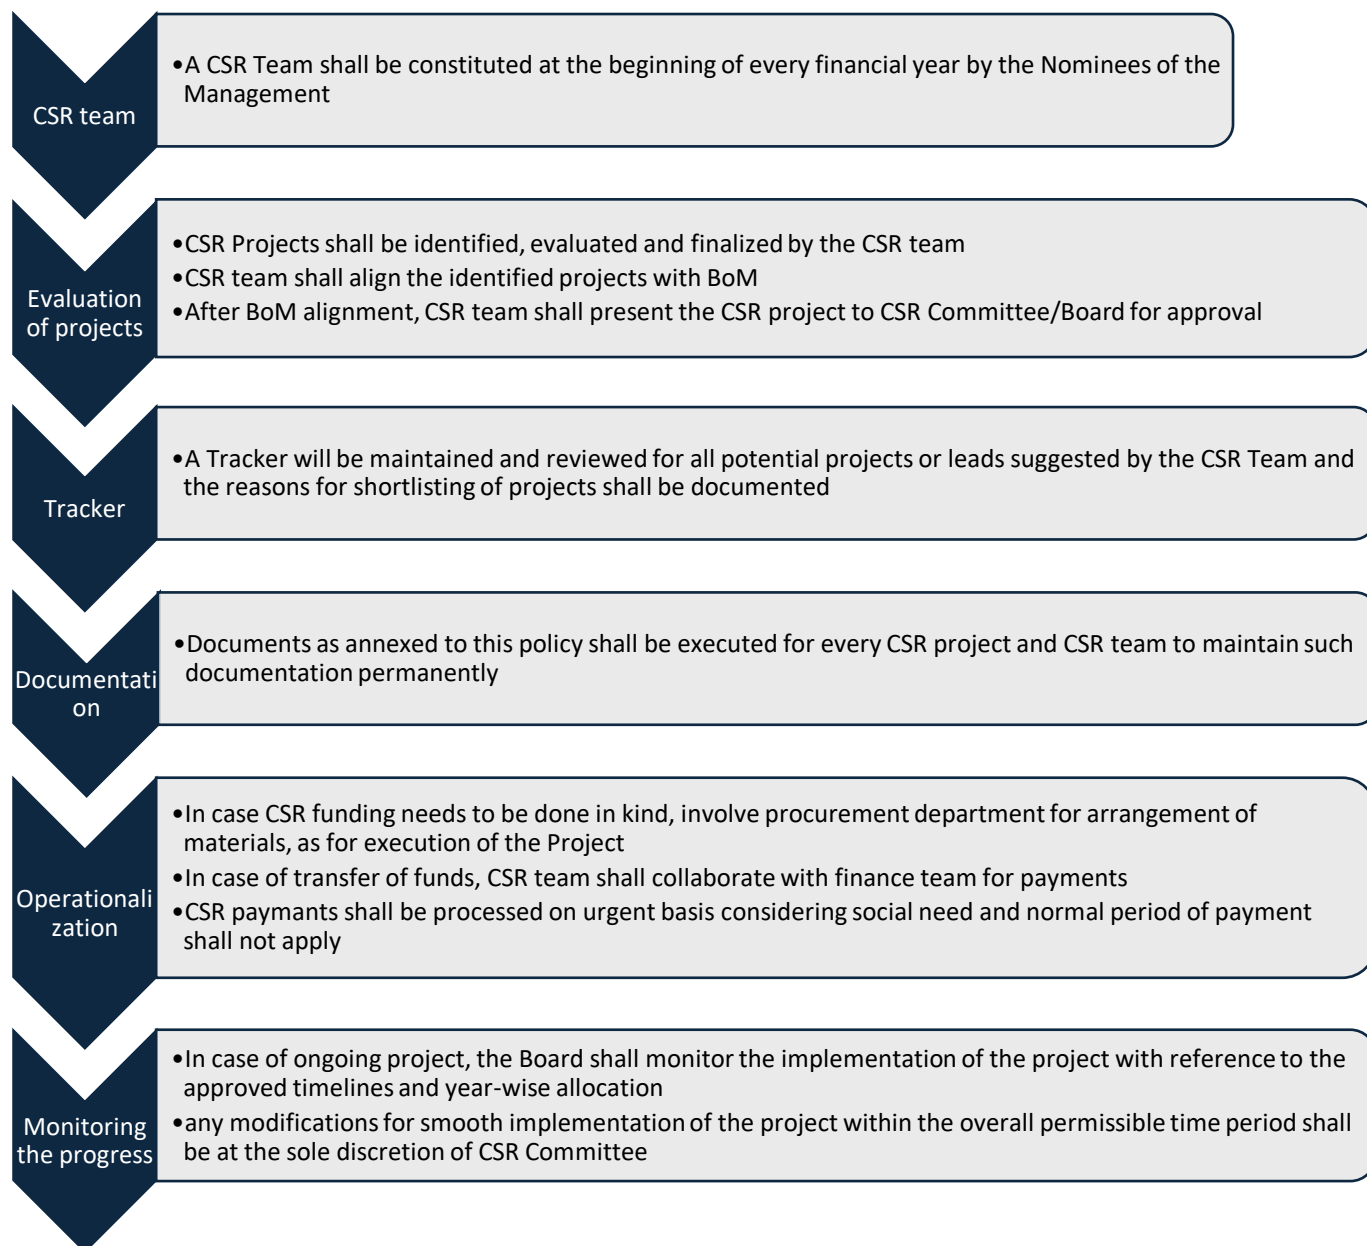 CSR team
•A CSR Team shall be constituted at the beginning of every financial year by the Nominees of the
Management
Evaluation
of projects
•CSR Projects shall be identified, evaluated and finalized by the CSR team
•CSR team shall align the identified projects with BoM
•After BoM alignment, CSR team shall present the CSR project to CSR Committee/Board for approval
Tracker
•A Tracker will be maintained and reviewed for all potential projects or leads suggested by the CSR Team and
the reasons for shortlisting of projects shall be documented
Documentati
on
•Documents as annexed to this policy shall be executed for every CSR project and CSR team to maintain such
documentation permanently
Operationali
zation
•In case CSR funding needs to be done in kind, involve procurement department for arrangement of
materials, as for execution of the Project
•In case of transfer of funds, CSR team shall collaborate with finance team for payments
•CSR paymants shall be processed on urgent basis considering social need and normal period of payment
shall not apply
Monitoring
the progress
•In case of ongoing project, the Board shall monitor the implementation of the project with reference to the
approved timelines and year-wise allocation
•any modifications for smooth implementation of the project within the overall permissible time period shall
be at the sole discretion of CSR Committee